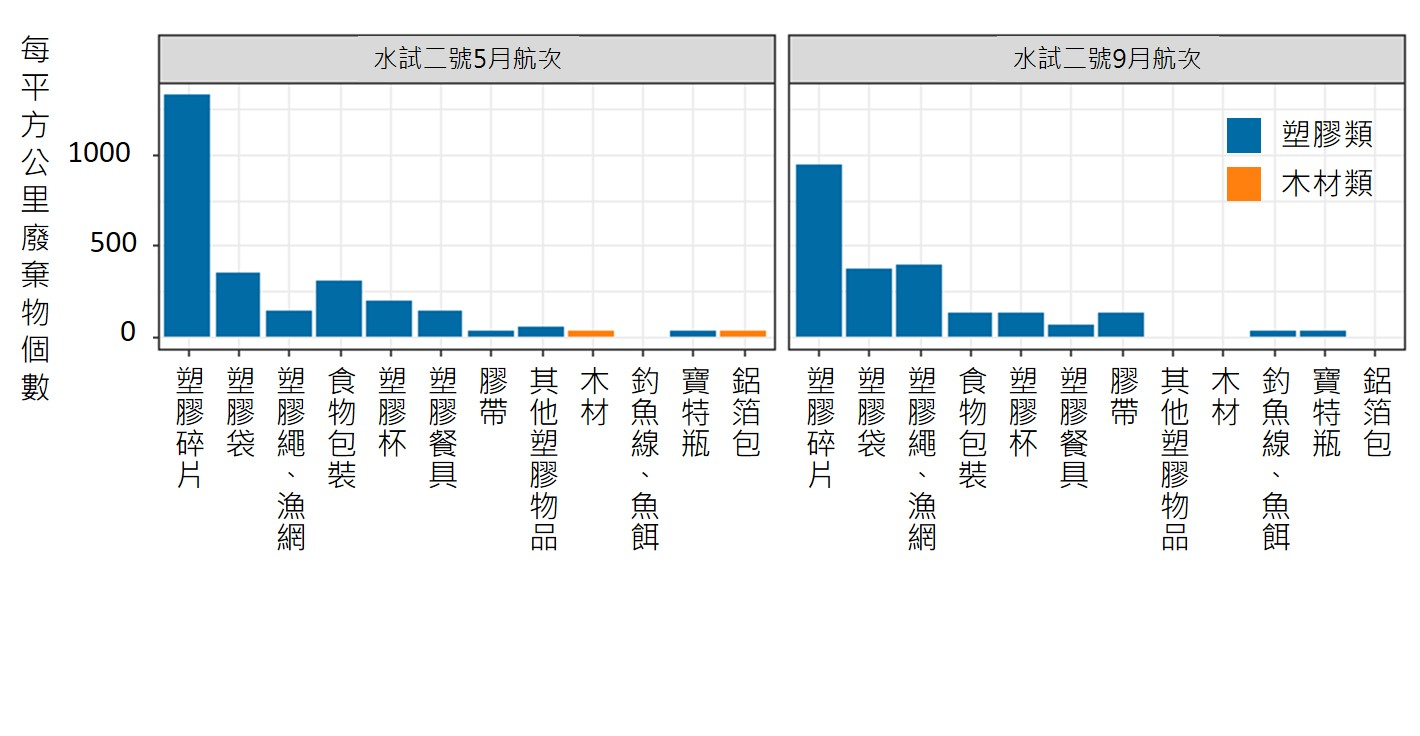 每平方公里廢棄物個數
水試二號5月航次
水試二號9月航次
1000
500
0
塑膠類
木材類
塑膠碎片
塑膠袋
塑膠繩、漁網
食物包裝
塑膠杯
塑膠餐具
膠帶
其他塑膠物品
木材
釣魚線、魚餌
寶特瓶
鋁箔包
塑膠碎片
塑膠袋
塑膠繩、漁網
食物包裝
塑膠杯
塑膠餐具
膠帶
其他塑膠物品
木材
釣魚線、魚餌
寶特瓶
鋁箔包